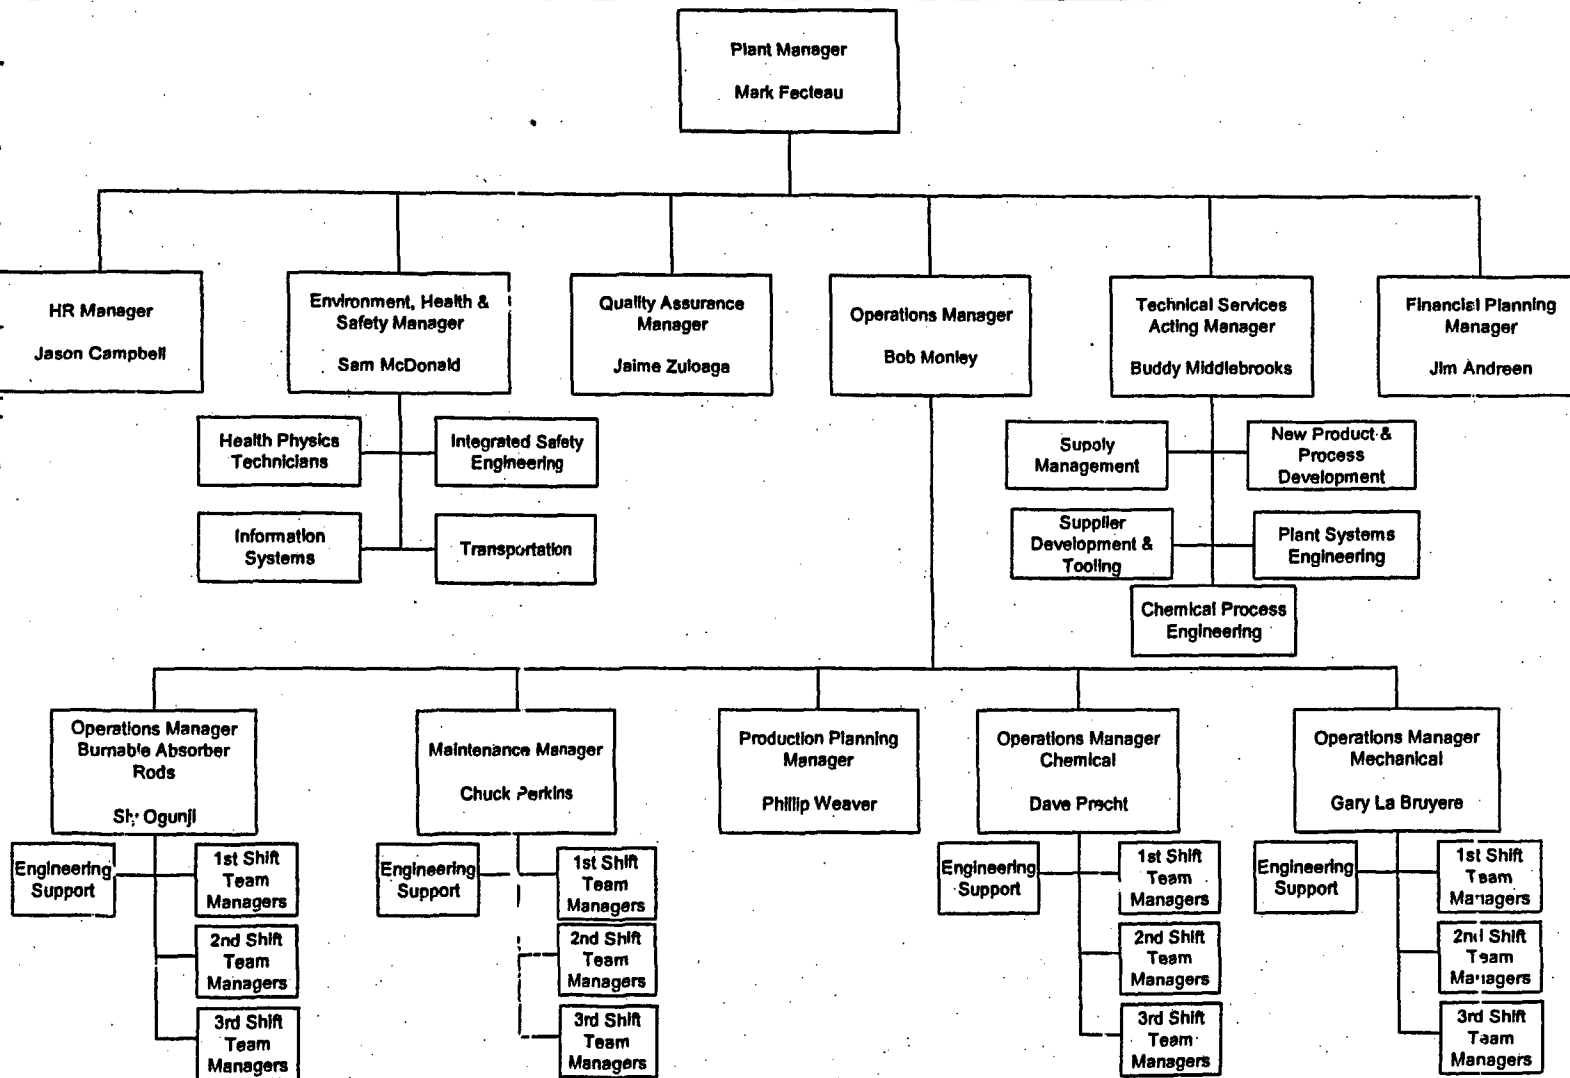 Plant Manager
Mark Fecteau
HR Manager
Jason Campbell
Environment, Health &
Safety Manager
Sam McDonald
Quality Assurance
Manager
Jaime Zuloaga
Operations Manager
Bob Monley
Technical Services
Acting Manager
Buddy Middlebrooks
Financial Planning
Manager
Jim Andreen
Health Physics
Technicians
Integrated Safety
Engineering
Information
Systems
Transportation
Supply
Management
New Product &
Process
Development
Supplier
Development &
Tooling
Plant Systems
Engineering
Chemical Process
Engineering
Operations Manager
Burnable Absorber
Rods
Ogunji
Maintenance Manager
Chuck Perkins
Production Planning
Manager
Phillip Weaver
Operations Manager
Chemical
Dave Precht
Operations Manager
Mechanical
Gary La Bruyere
Engineering
Support
1st Shift
Team
Managers
2nd Shift
Team
Managers
3rd Shift
Team
Managers
Engineering
Support
1st Shift
Team
Managers
2nd Shift
Team
Managers
3rd Shift
Team
Managers
Engineering
Support
1st Shift
Team
Managers
2nd Shift
Team
Managers
3rd Shift
Team
Managers
Engineering
Support
1st Shift
Team
Managers
2nd Shift
Team
Managers
3rd Shift
Team
Managers